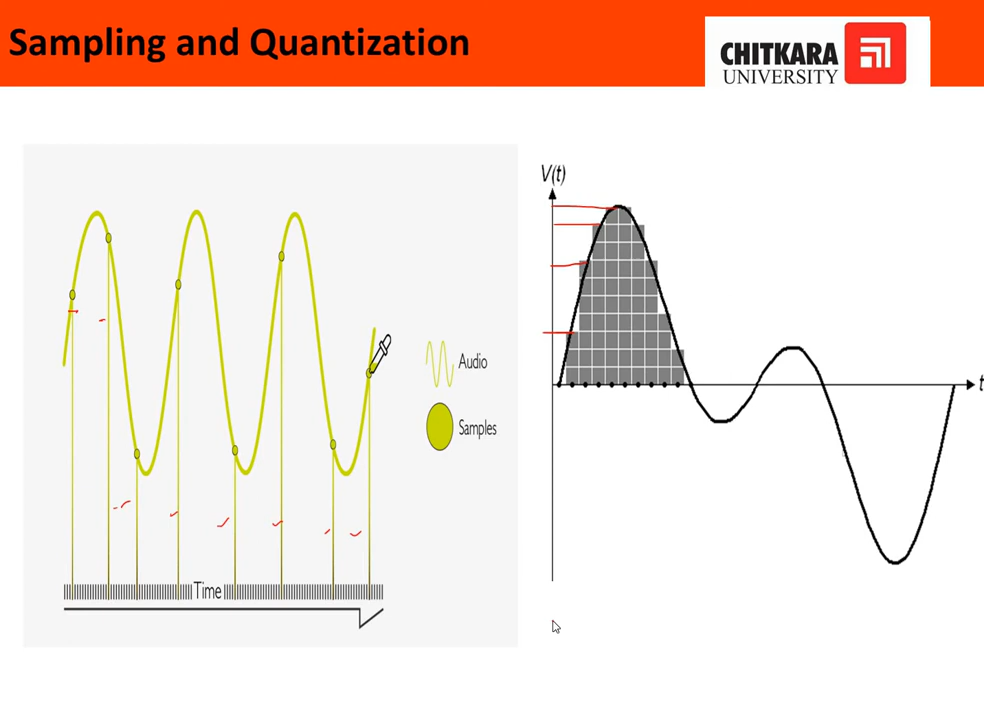 Sampling and Quantization
CHITKARA
UNIVERSITY
Audio
Samples
Time
V(t)
t